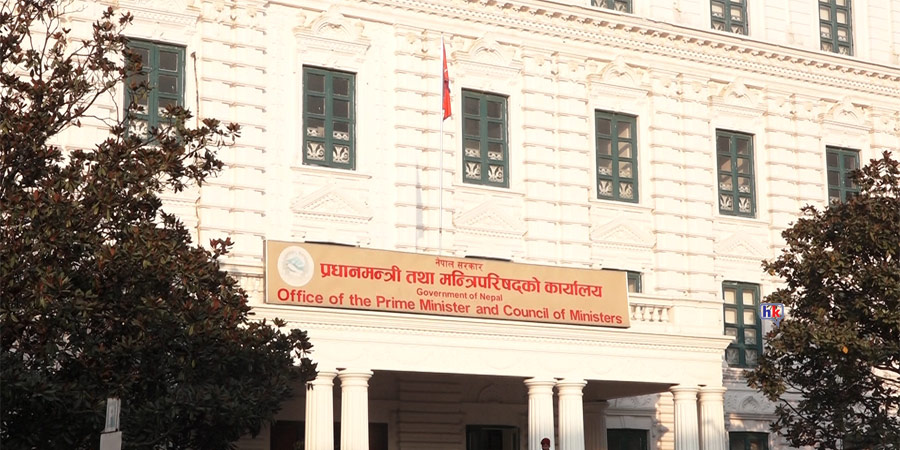 नेपाल सरकार
प्रधानमन्त्री तथा मन्त्रिपरिषद्को कार्यालय
Government of Nepal
Office of the Prime Minister and Council of Ministers
hk